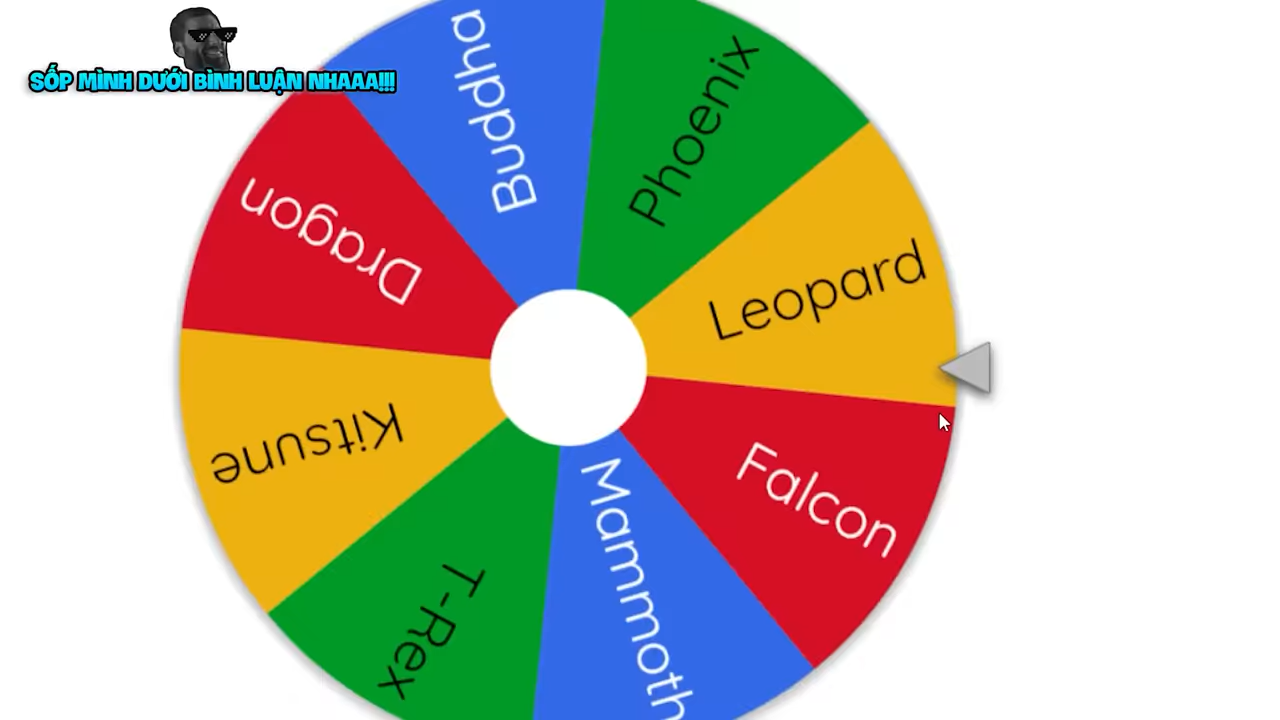 SỐP MÌNH DƯỚI BÌNH LUẬN NHAAA!!!
Buddha
Phoenix
Leopard
Falcon
Mammoth
T-Rex
Kitsune
Dragon